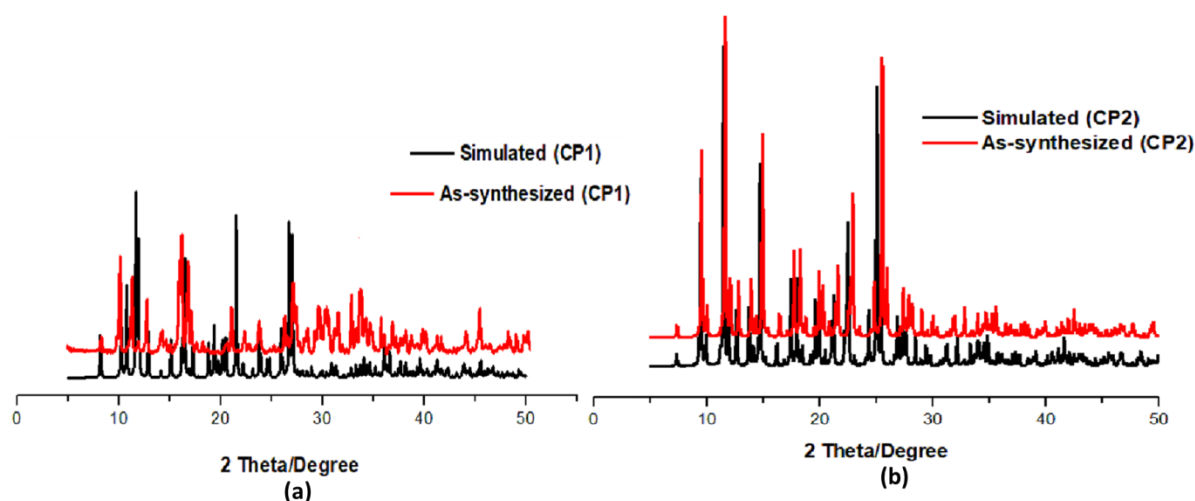 Simulated (CP1)
As-synthesized (CP1)
0 10 20 30 40 50
2 Theta/Degree
(a)
Simulated (CP2)
As-synthesized (CP2)
0 10 20 30 40 50
2 Theta/Degree
(b)